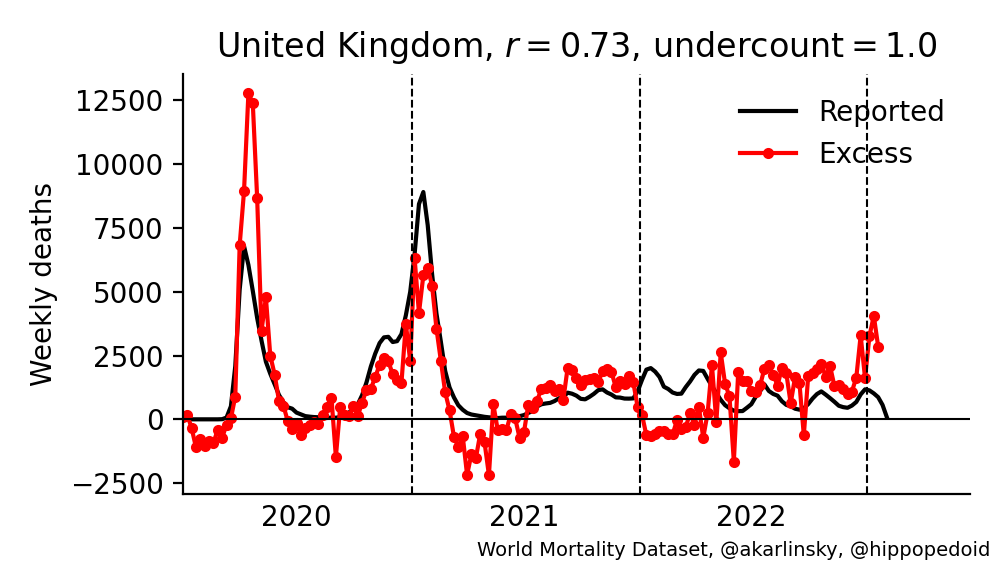 United Kingdom, r = 0.73, undercount = 1.0
Weekly deaths
12500
10000
7500
5000
2500
0
−2500
Reported
Excess
2020
2021
2022
World Mortality Dataset, @akarlinsky, @hippopedoid